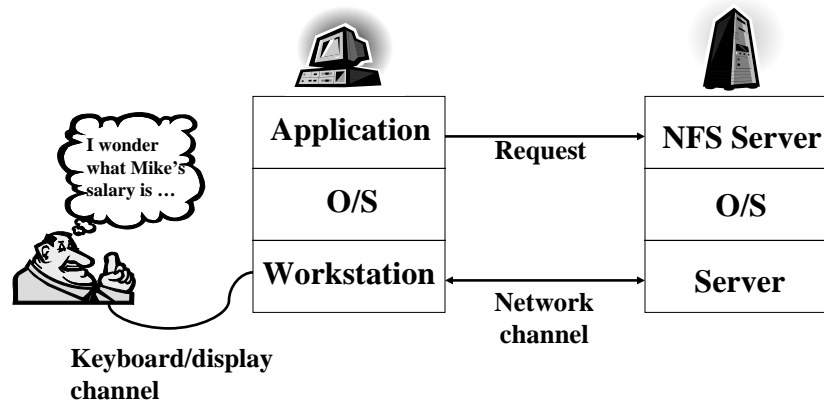 I wonder
what Mike's
salary is …
Application
O/S
Workstation
Request
Network
channel
NFS Server
O/S
Server
Keyboard/display
channel